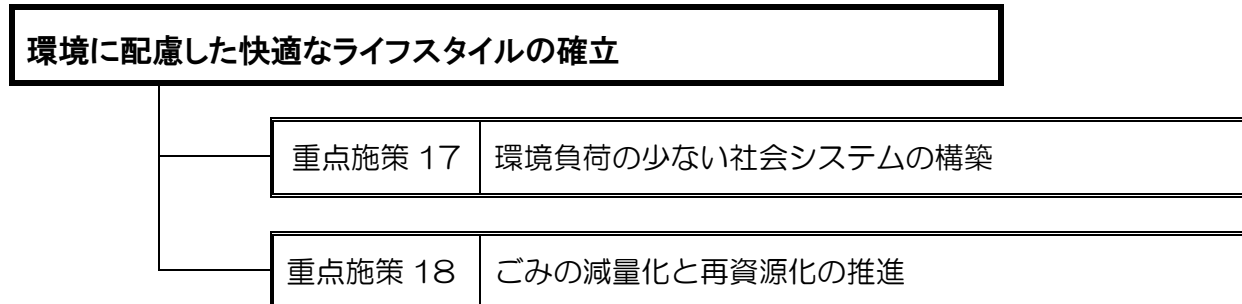 環境に配慮した快適なライフスタイルの確立
重点施策 17 環境負荷の少ない社会システムの構築
重点施策 18 ごみの減量化と再資源化の推進